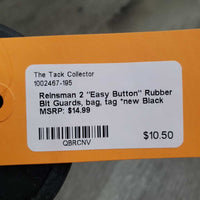 The Tack Collector
1002467-195
Reinsman 2 "Easy Button" Rubber
Bit Guards, bag, tag *new Black
MSRP: $14.99
$10.50
QBRCNV